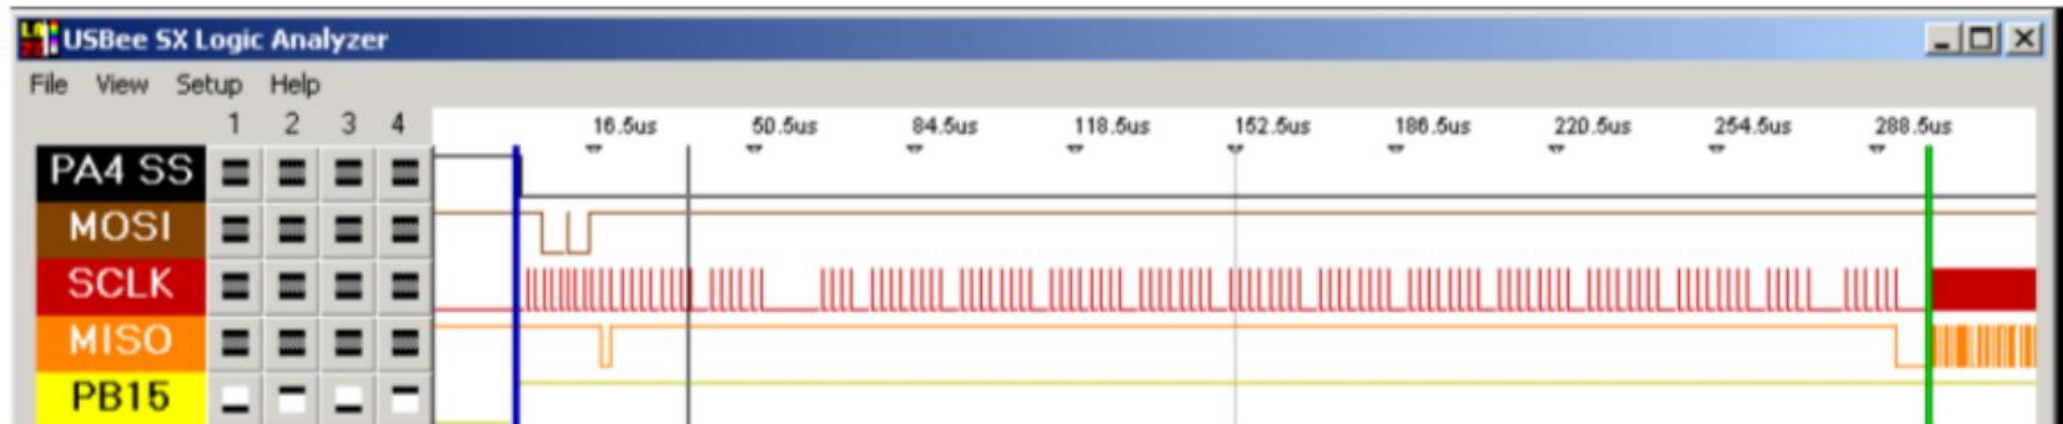 USBee SX Logic Analyzer
File View Setup Help
1 2 3 4
16.5us 50.5us 84.5us 118.5us 152.5us 186.5us 220.5us 254.5us 288.5us
PA4 SS
MOSI
SCLK
MISO
PB15